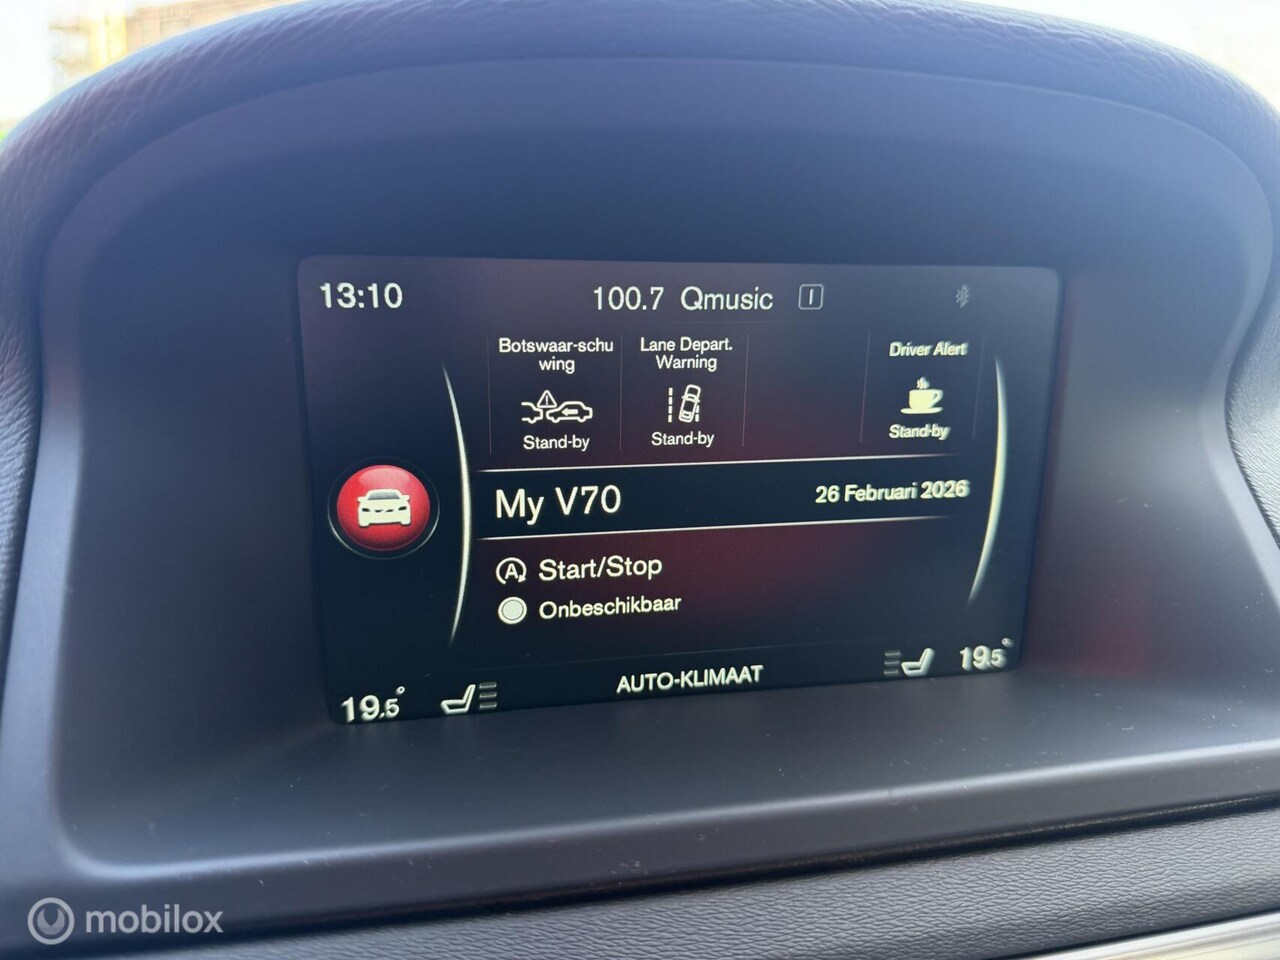 13:10
100.7 Qmusic I
Botswaar-schu
wing
Stand-by
Lane Depart.
Warning
Stand-by
Driver Alert
Stand-by
My V70
26 Februari 2026
A Start/Stop
Onbeschikbaar
19.5°
AUTO-KLIMAAT
19.5°
mobilox